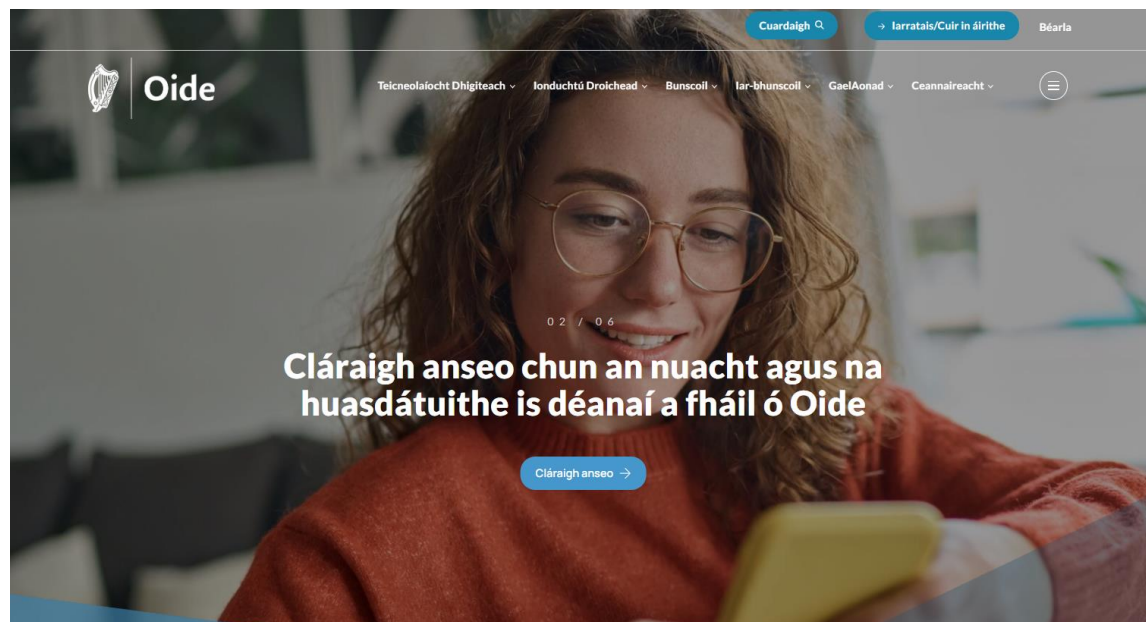 Cuardaigh
→ Iarratais/Cuir in áirithe
Béarla
Oide
Teicneolaíocht Dhigiteach
Ionduchtú Droichead
Bunscoil
Iar-bhunscoil
GaelAonad
Ceannaireacht
02 / 06
Cláraigh anseo chun an nuacht agus na
huasdátuithe is déanaí a fháil ó Oide
Cláraigh anseo →